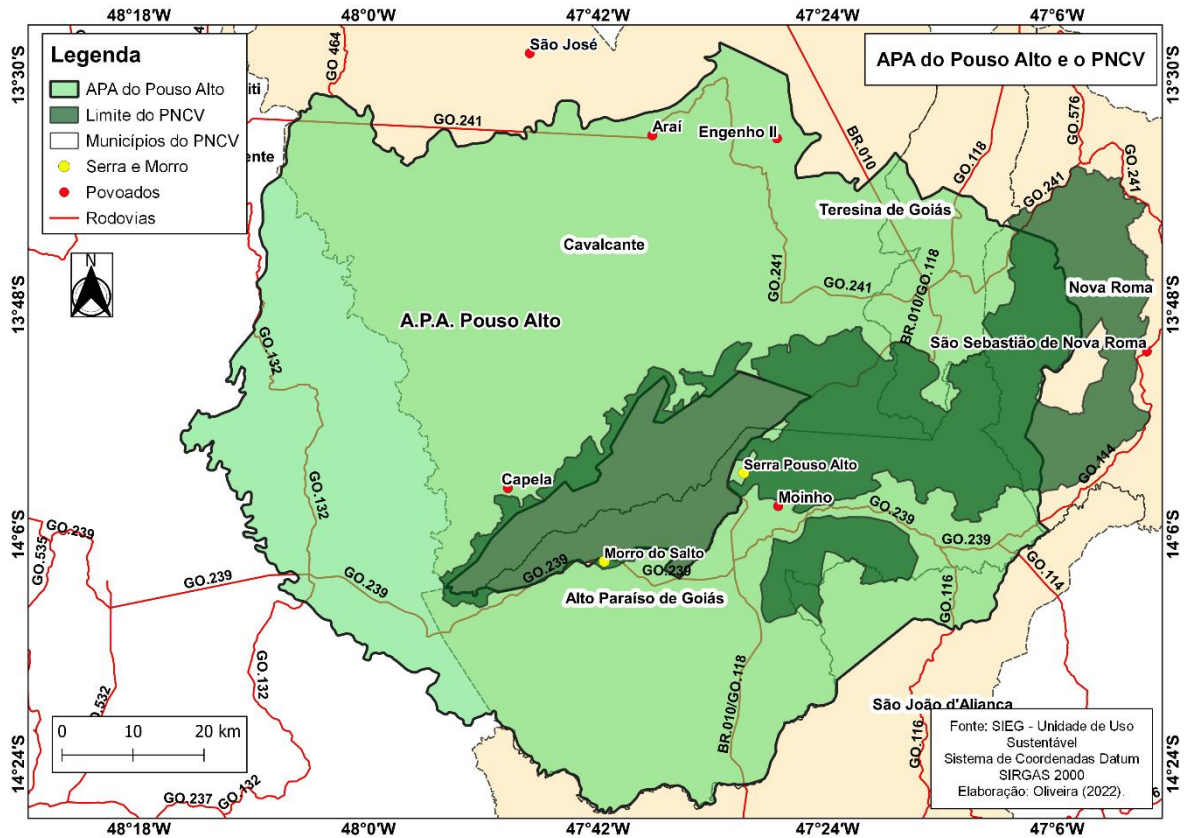 48°18'W
48°0'W
47°42'W
47°24'W
47°6'W
13°30'S
13°48'S
14°6'S
14°24'S
APA do Pouso Alto e o PNCV
Legenda
APA do Pouso Alto
Limite do PNCV
Municípios do PNCV
Serra e Morro
Povoados
Rodovias
iti
ente
N
GO 464
São José
GO.241
Araí
Engenho II
BR.010
GO.118
GO.576
GO.241
GO.241
Teresina de Goiás
Cavalcante
GO.241
GO.241
BR.010/GO.118
Nova Roma
A.P.A. Pouso Alto
São Sebastião de Nova Roma
GO.132
GO.132
Capela
Serra Pouso Alto
Moinho
GO.114
GO.239
GO.239
GO.535
GO.239
GO.239
GO.239
Morro do Salto
GO.239
GO.239
GO.114
GO.116
Alto Paraíso de Goiás
GO.132
BR.010/GO.118
O.532
São João d'Aliança
GO.116
0 10 20 km
GO.237
GO.132
Fonte: SIEG - Unidade de Uso
Sustentável
Sistema de Coordenadas Datum
SIRGAS 2000
Elaboração: Oliveira (2022).
13°30'S
13°48'S
14°6'S
14°24'S
48°18'W
48°0'W
47°42'W
47°24'W
47°6'W